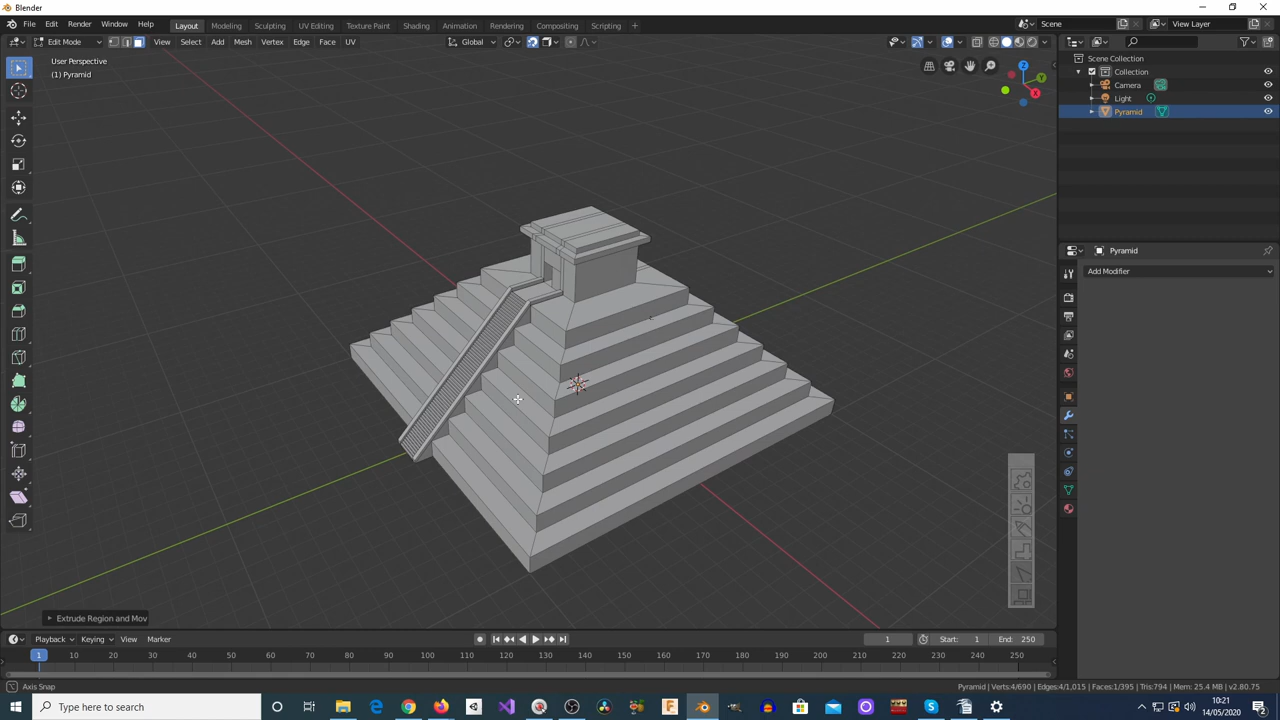 Blender
File Edit Render Window Help Layout Modeling Sculpting UV Editing Texture Paint Shading Animation Rendering Compositing Scripting + Scene View Layer
Edit Mode View Select Add Mesh Vertex Edge Face UV Global
User Perspective
(1) Pyramid
Z
Y
X
Scene Collection
Collection
Camera
Light
Pyramid
Pyramid
Add Modifier
Extrude Region and Mov
Playback Keying View Marker 1 Start: 1 End: 250
1 10 20 30 40 50 60 70 80 90 100 110 120 130 140 150 160 170 180 190 200 210 220 230 240 250
Axis Snap Pyramid | Verts:4/690 | Edges:4/1,015 | Faces:1/395 | Tris:794 | Mem: 25.4 MB | v2.80.75
Type here to search 10:21
14/05/2020